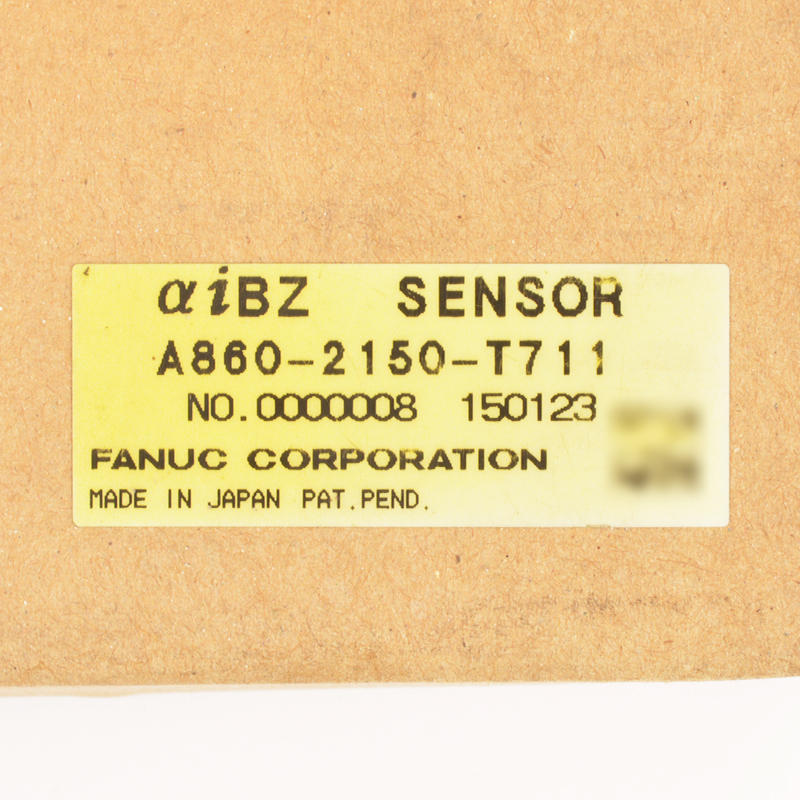 αiBZ SENSOR
A860-2150-T711
NO.0000008 150123
FANUC CORPORATION
MADE IN JAPAN PAT.PEND.